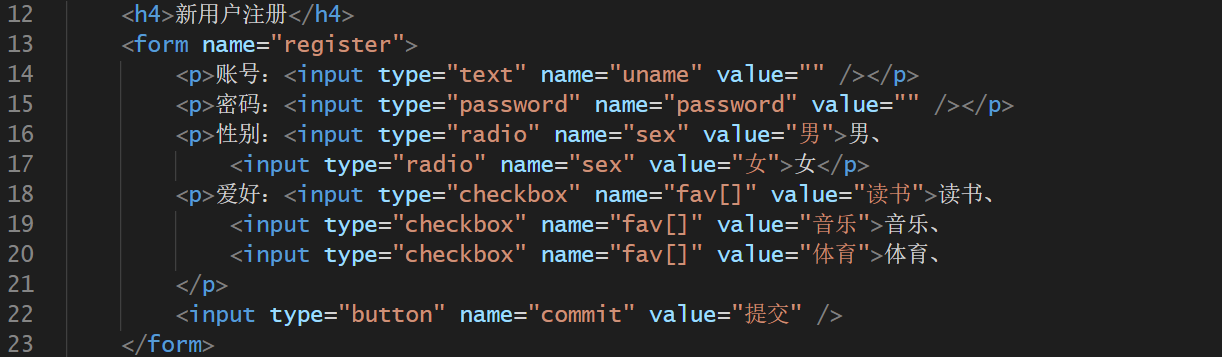 12 <h4>新用户注册</h4>
13 <form name="register">
14 <p>账号：<input type="text" name="uname" value="" /></p>
15 <p>密码：<input type="password" name="password" value="" /></p>
16 <p>性别：<input type="radio" name="sex" value="男">男、
17 <input type="radio" name="sex" value="女">女</p>
18 <p>爱好：<input type="checkbox" name="fav[]" value="读书">读书、
19 <input type="checkbox" name="fav[]" value="音乐">音乐、
20 <input type="checkbox" name="fav[]" value="体育">体育、
21 </p>
22 <input type="button" name="commit" value="提交" />
23 </form>